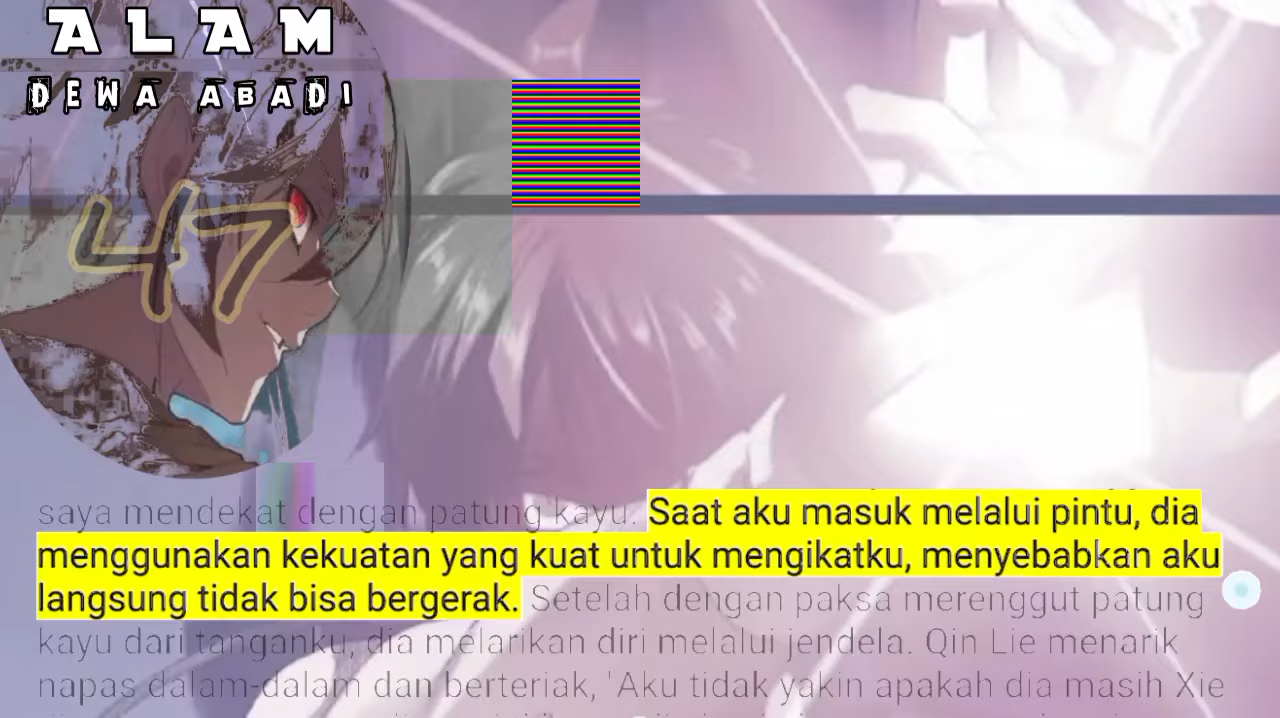 ALAM
DEWA ABADI
47
saya mendekat dengan patung kayu. Saat aku masuk melalui pintu, dia
menggunakan kekuatan yang kuat untuk mengikatku, menyebabkan aku
langsung tidak bisa bergerak. Setelah dengan paksa merenggut patung
kayu dari tanganku, dia melarikan diri melalui jendela. Qin Lie menarik
napas dalam-dalam dan berteriak, 'Aku tidak yakin apakah dia masih Xie